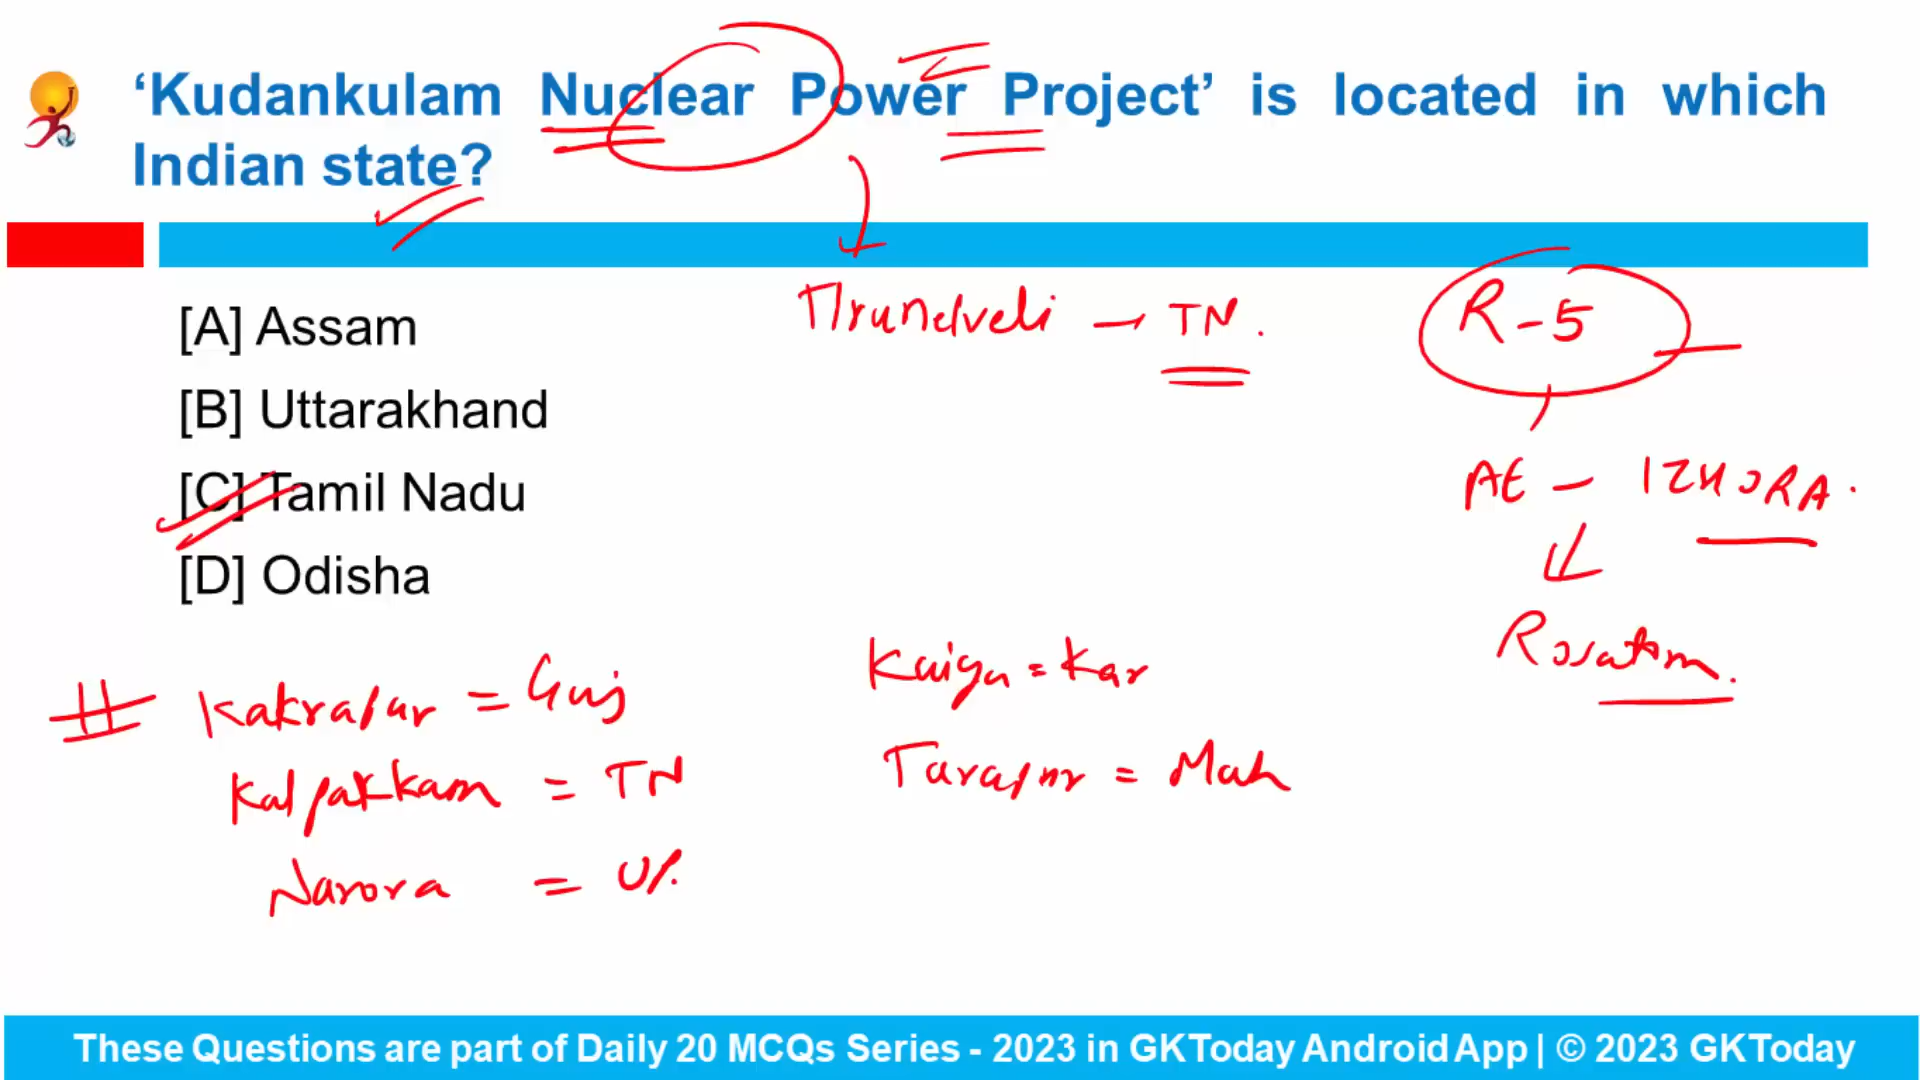 ‘Kudankulam Nuclear Power Project’ is located in which
Indian state?
[A] Assam
[B] Uttarakhand
[C] Tamil Nadu
[D] Odisha
Tirunelveli → TN.
R-5
AE - IZHORA.
Rosatom.
# Kakrapar = Guj
Kalpakkam = TN
Narora = UP.
Kaiga = Kar
Tarapur = Mah
These Questions are part of Daily 20 MCQs Series - 2023 in GKToday Android App | © 2023 GKToday